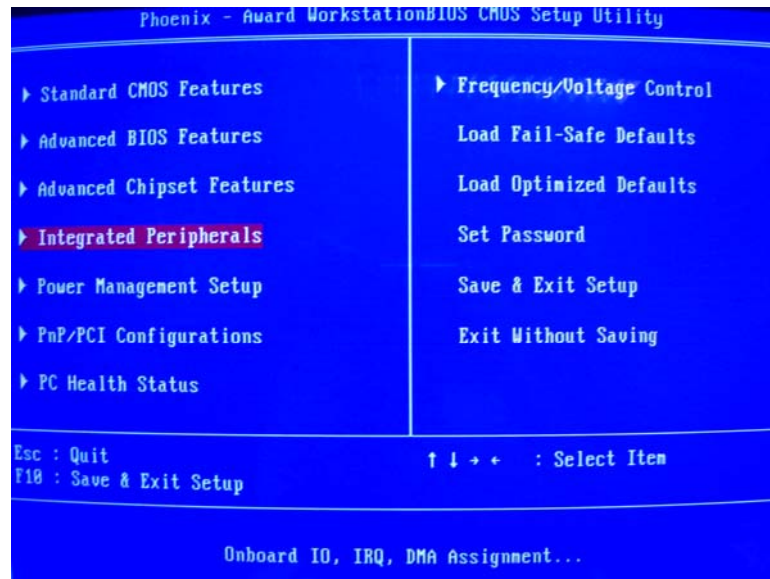 Phoenix - Award WorkstationBIOS CMOS Setup Utility
Standard CMOS Features
Advanced BIOS Features
Advanced Chipset Features
Integrated Peripherals
Power Management Setup
PnP/PCI Configurations
PC Health Status
Frequency/Voltage Control
Load Fail-Safe Defaults
Load Optimized Defaults
Set Password
Save & Exit Setup
Exit Without Saving
Esc : Quit
F10 : Save & Exit Setup
↑ ↓ → ← : Select Item
Onboard IO, IRQ, DMA Assignment...